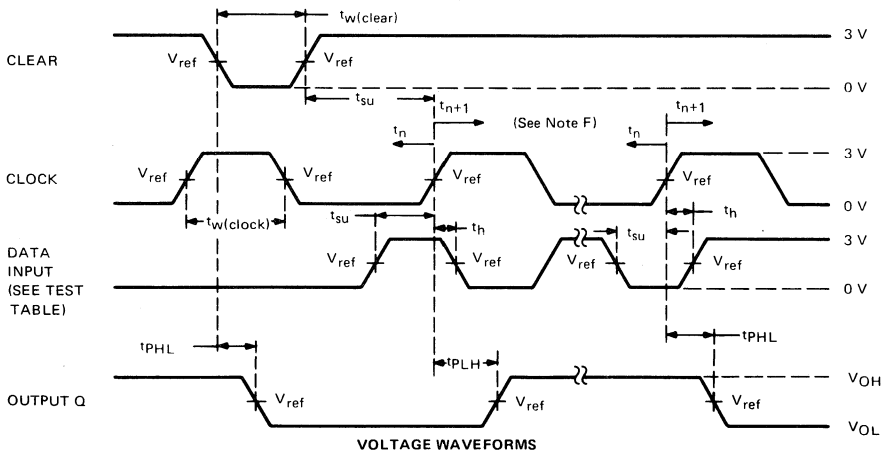 tw(clear)
3 V
CLEAR
Vref
Vref
0 V
tsu
tn+1
(See Note F)
tn+1
tn
tn
3 V
CLOCK
Vref
Vref
Vref
Vref
0 V
tw(clock)
tsu
th
tsu
th
3 V
DATA
INPUT
(SEE TEST
TABLE)
Vref
Vref
Vref
Vref
0 V
tPHL
tPLH
tPHL
VOH
OUTPUT Q
Vref
Vref
Vref
VOL
VOLTAGE WAVEFORMS